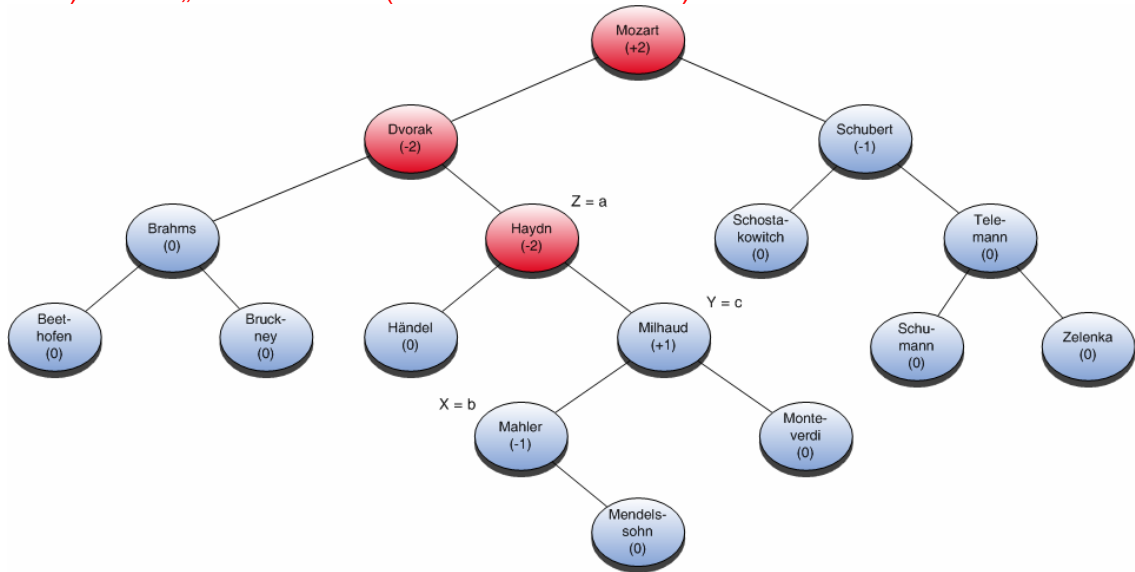 Mozart
(+2)
Dvorak
(-2)
Schubert
(-1)
Z = a
Brahms
(0)
Haydn
(-2)
Schosta-
kowitch
(0)
Tele-
mann
(0)
Y = c
Beet-
hofen
(0)
Bruck-
ney
(0)
Händel
(0)
Milhaud
(+1)
Schu-
mann
(0)
Zelenka
(0)
X = b
Mahler
(-1)
Monte-
verdi
(0)
Mendels-
sohn
(0)